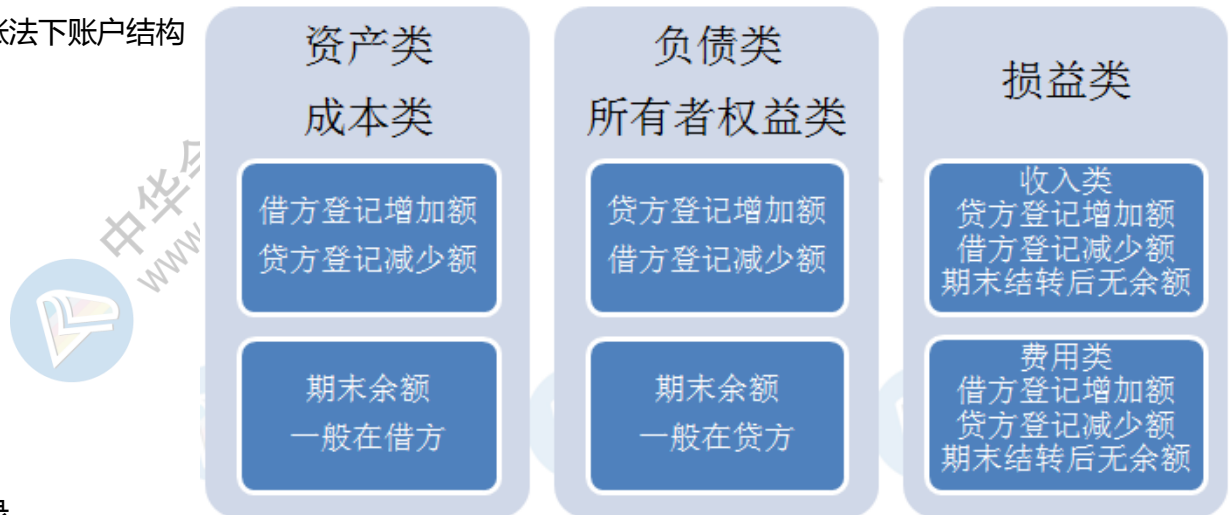 账法下账户结构
资产类
成本类
借方登记增加额
贷方登记减少额
期末余额
一般在借方
负债类
所有者权益类
贷方登记增加额
借方登记减少额
期末余额
一般在贷方
损益类
收入类
贷方登记增加额
借方登记减少额
期末结转后无余额
费用类
借方登记增加额
贷方登记减少额
期末结转后无余额
中华会
www